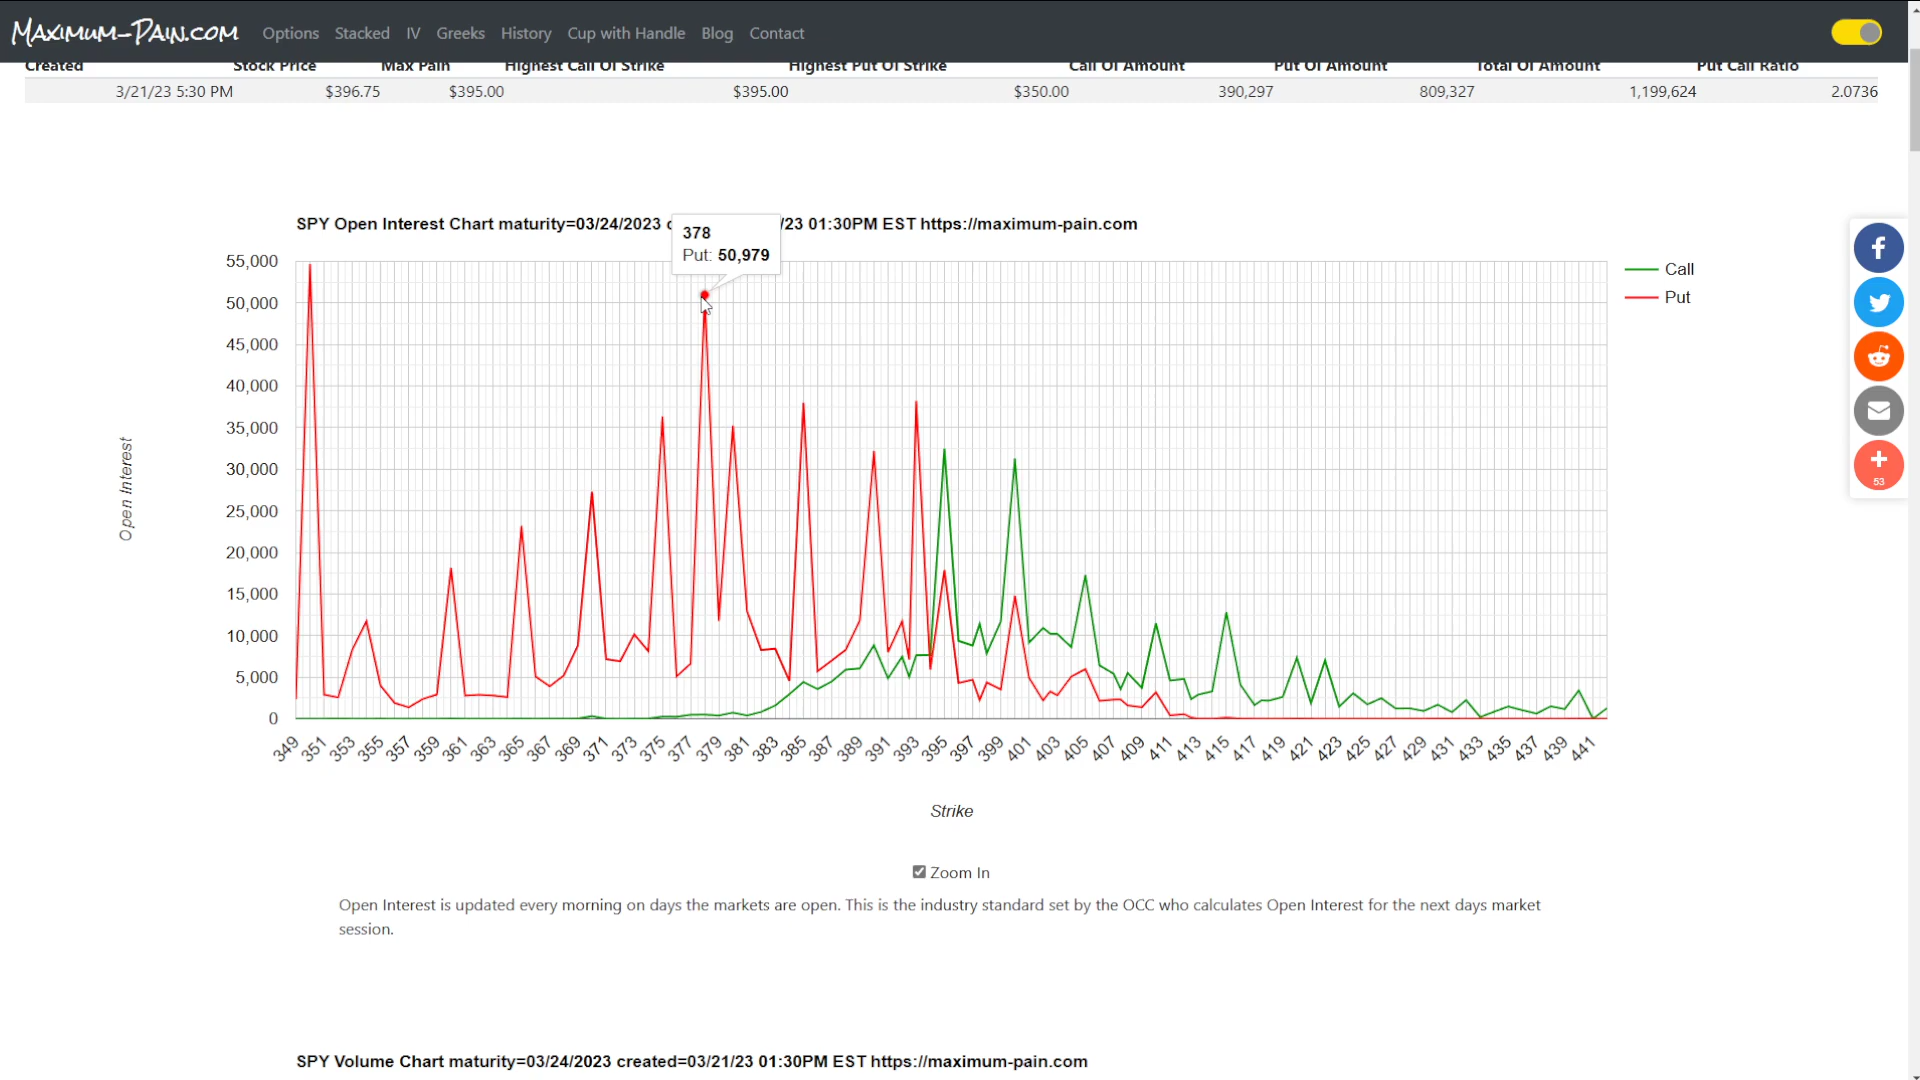 Maximum-Pain.com Options Stacked IV Greeks History Cup with Handle Blog Contact
Created Stock Price Max Pain Highest Call OI Strike Highest Put OI Strike Call OI Amount Put OI Amount Total OI Amount Put Call Ratio
3/21/23 5:30 PM $396.75 $395.00 $395.00 $350.00 390,297 809,327 1,199,624 2.0736
SPY Open Interest Chart maturity=03/24/2023 /23 01:30PM EST https://maximum-pain.com
378
Put: 50,979
55,000
50,000
45,000
40,000
35,000
30,000
25,000
20,000
15,000
10,000
5,000
0
Open Interest
Call
Put
53
349 351 353 355 357 359 361 363 365 367 369 371 373 375 377 379 381 383 385 387 389 391 393 395 397 399 401 403 405 407 409 411 413 415 417 419 421 423 425 427 429 431 433 435 437 439 441
Strike
Zoom In
Open Interest is updated every morning on days the markets are open. This is the industry standard set by the OCC who calculates Open Interest for the next days market
session.
SPY Volume Chart maturity=03/24/2023 created=03/21/23 01:30PM EST https://maximum-pain.com